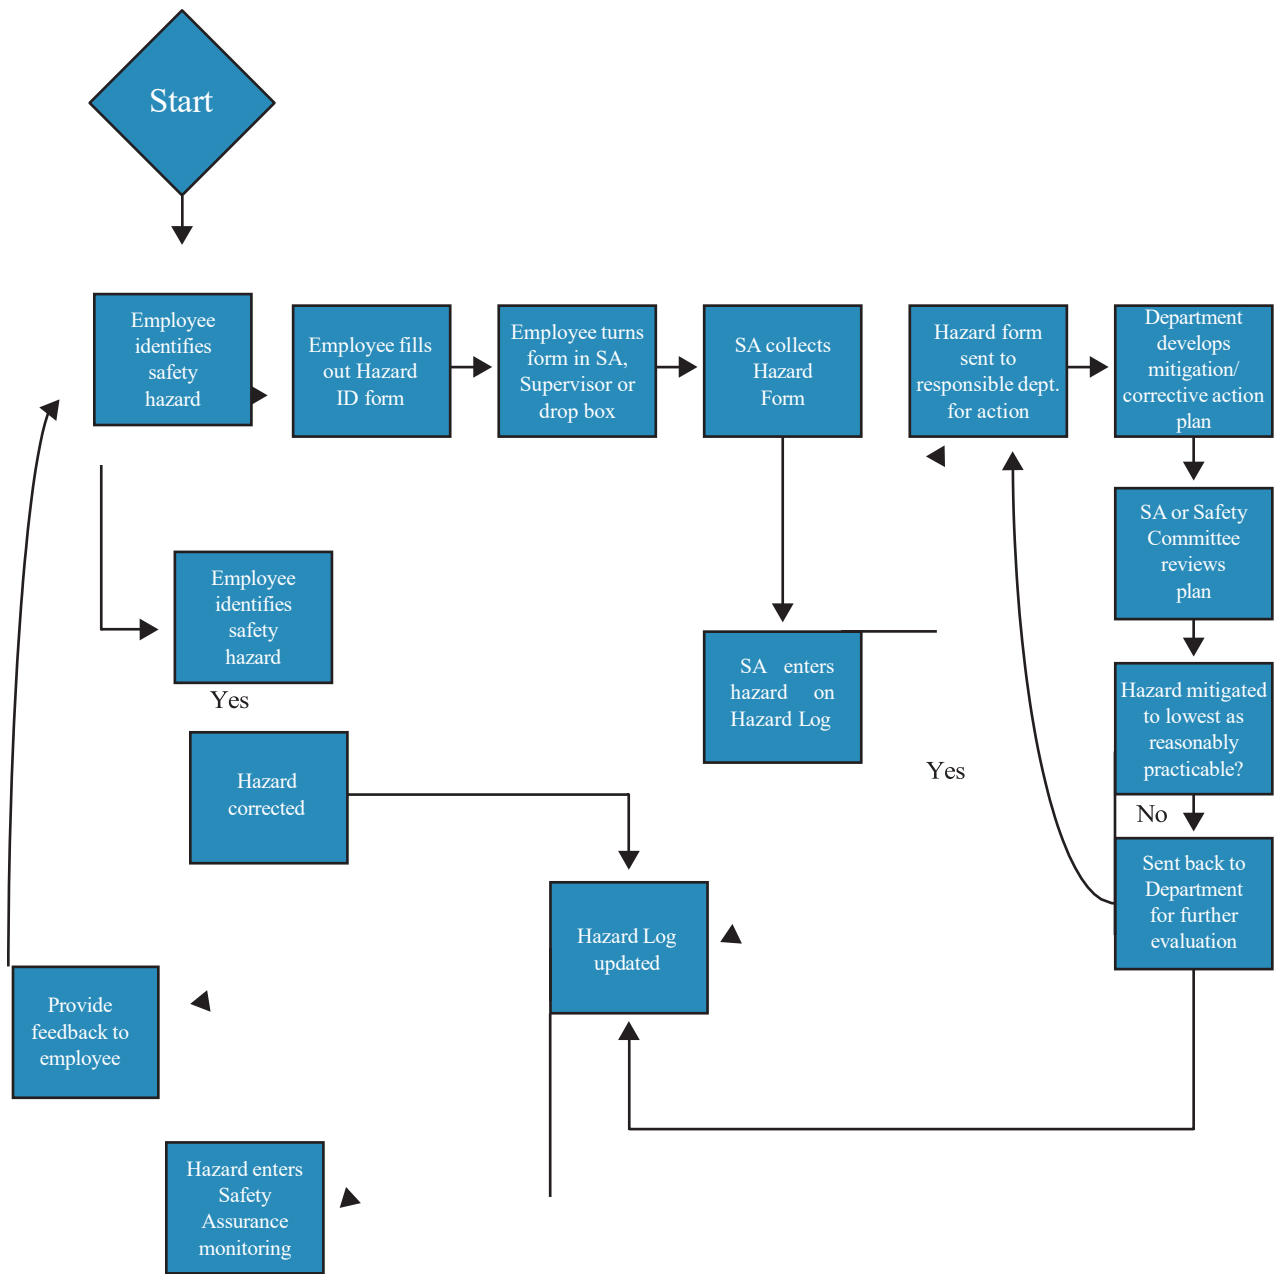 Start
Employee
identifies
safety
hazard
Employee fills
out Hazard
ID form
Employee turns
form in SA,
Supervisor or
drop box
SA collects
Hazard
Form
Hazard form
sent to
responsible dept.
for action
Department
develops
mitigation/
corrective action
plan
SA or Safety
Committee
reviews
plan
Employee
identifies
safety
hazard
Yes
SA enters
hazard on
Hazard Log
Hazard mitigated
to lowest as
reasonably
practicable?
Yes
No
Hazard
corrected
Sent back to
Department
for further
evaluation
Hazard Log
updated
Provide
feedback to
employee
Hazard enters
Safety
Assurance
monitoring